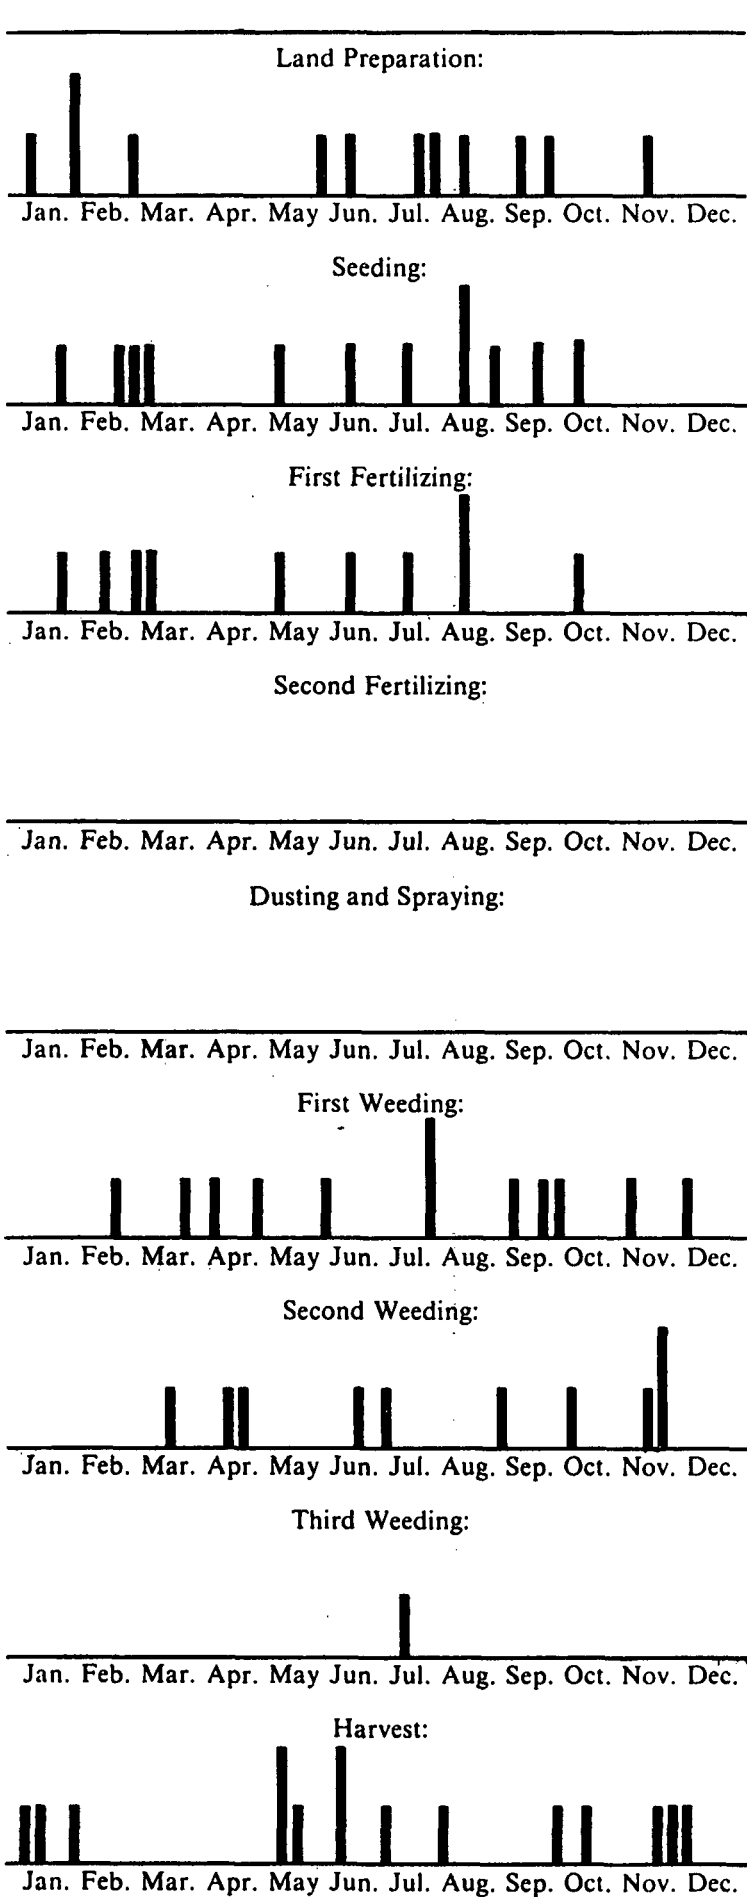 Land Preparation:
Jan. Feb. Mar. Apr. May Jun. Jul. Aug. Sep. Oct. Nov. Dec.
Seeding:
Jan. Feb. Mar. Apr. May Jun. Jul. Aug. Sep. Oct. Nov. Dec.
First Fertilizing:
Jan. Feb. Mar. Apr. May Jun. Jul. Aug. Sep. Oct. Nov. Dec.
Second Fertilizing:
Jan. Feb. Mar. Apr. May Jun. Jul. Aug. Sep. Oct. Nov. Dec.
Dusting and Spraying:
Jan. Feb. Mar. Apr. May Jun. Jul. Aug. Sep. Oct. Nov. Dec.
First Weeding:
Jan. Feb. Mar. Apr. May Jun. Jul. Aug. Sep. Oct. Nov. Dec.
Second Weeding:
Jan. Feb. Mar. Apr. May Jun. Jul. Aug. Sep. Oct. Nov. Dec.
Third Weeding:
Jan. Feb. Mar. Apr. May Jun. Jul. Aug. Sep. Oct. Nov. Dec.
Harvest:
Jan. Feb. Mar. Apr. May Jun. Jul. Aug. Sep. Oct. Nov. Dec.